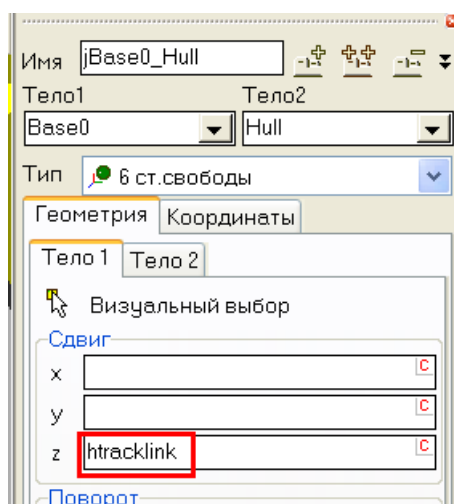 Имя jBase0_Hull
Тело1 Тело2
Base0 Hull
Тип 6 ст.свободы
Геометрия Координаты
Тело 1 Тело 2
Визуальный выбор
Сдвиг
x C
y C
z htracklink C
Поворот